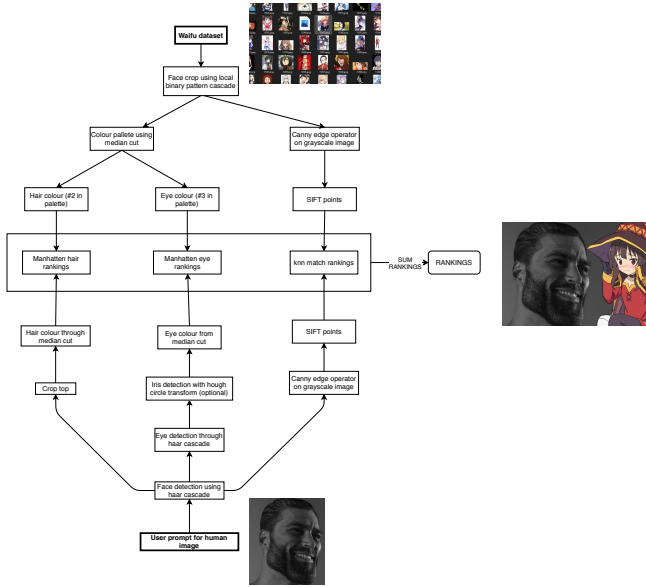 Waifu dataset
Face crop using local
binary pattern
cascade
Colour pallete using
median cut
Canny edge operator
on grayscale image
Hair colour (#2 in
palette)
Eye colour (#3 in
palette)
SIFT points
Manhatten hair
rankings
Manhatten eye
rankings
knn match rankings
SUM
RANKINGS
RANKINGS
Hair colour through
median cut
Eye colour from
median cut
SIFT points
Crop top
Iris detection with hough
circle transform (optional)
Canny edge operator
on grayscale image
Eye detection through
haar cascade
Face detection using
haar cascade
User prompt for human
image